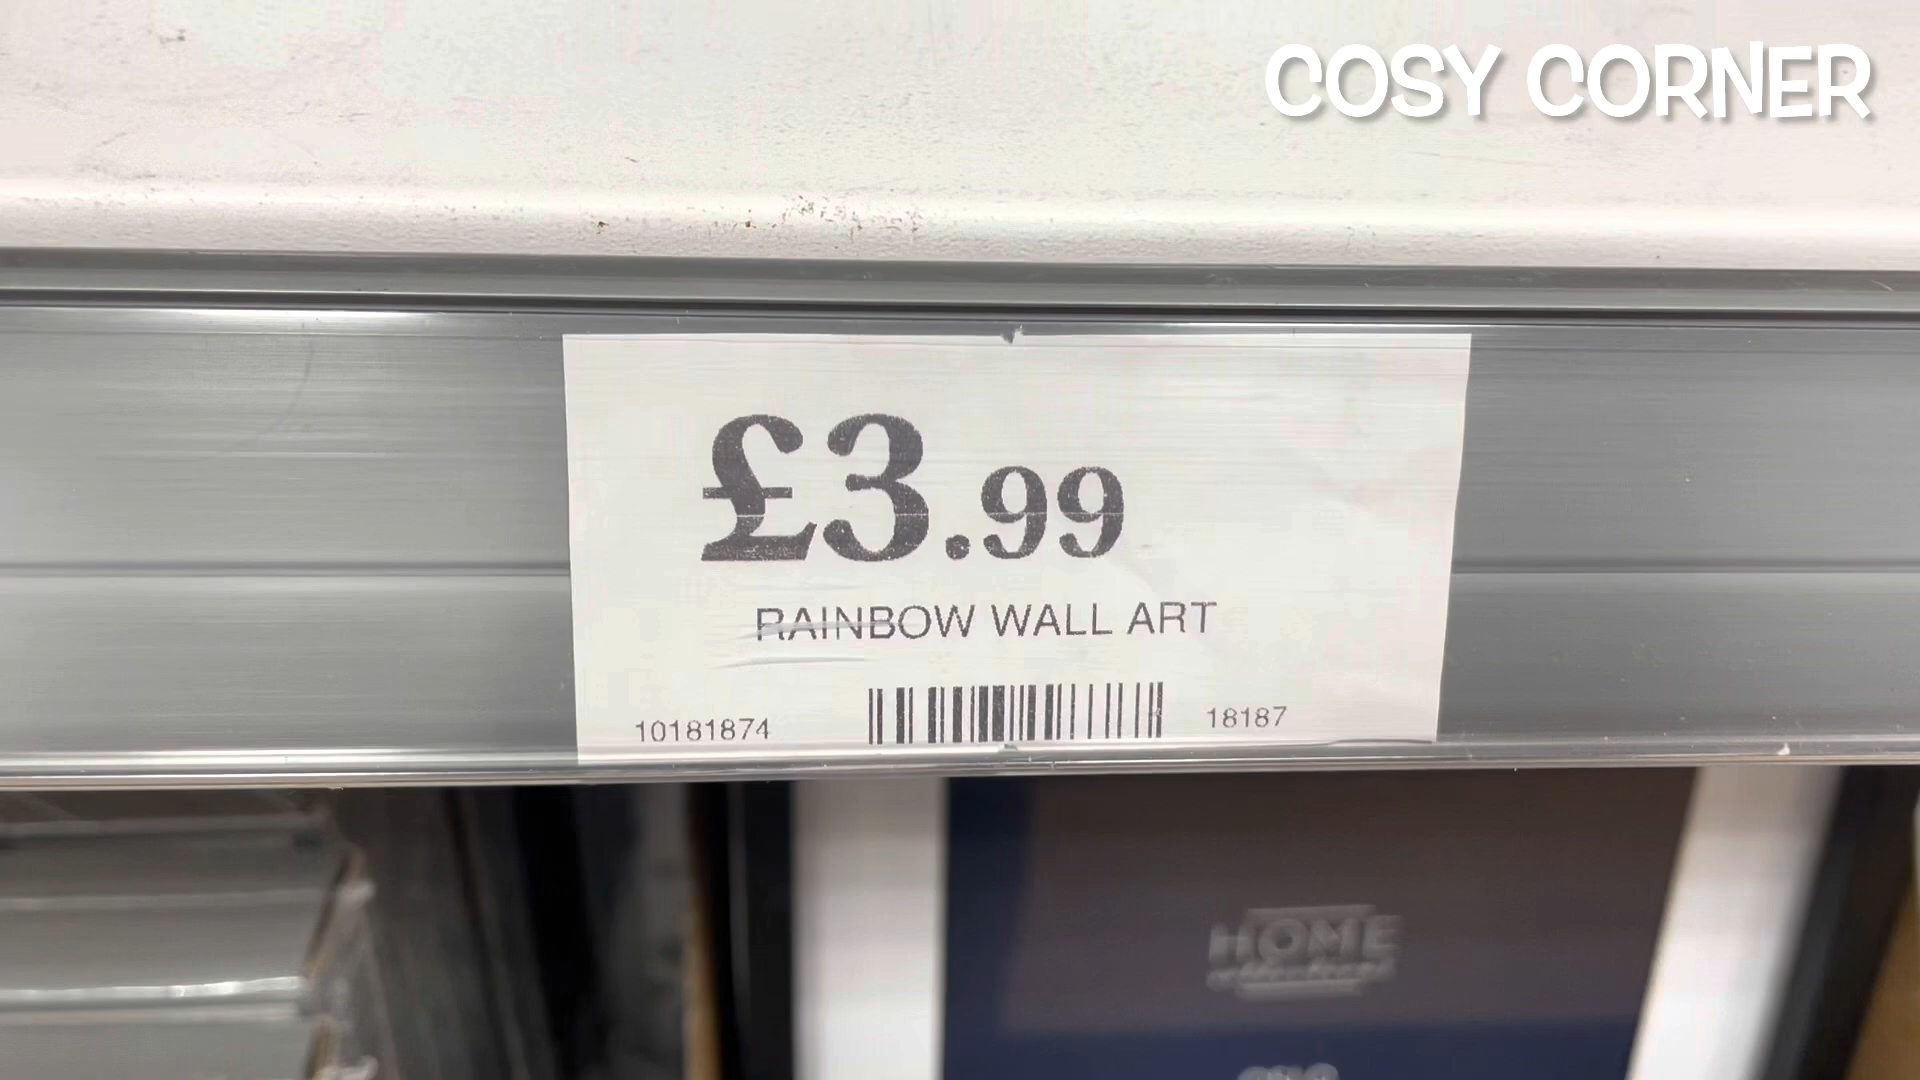 COSY CORNER
£3.99
RAINBOW WALL ART
10181874 18187
HOME